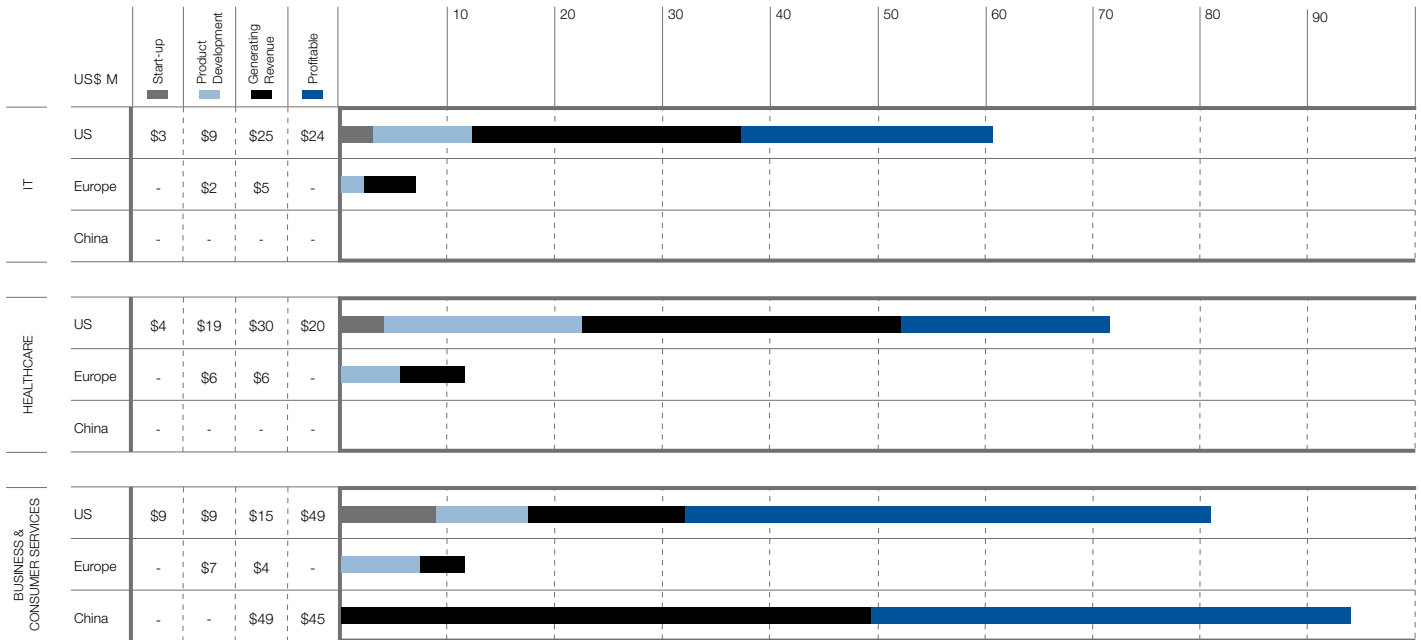 10 20 30 40 50 60 70 80 90
US$ M
Start-up
Product
Development
Generating
Revenue
Profitable
IT
US $3 $9 $25 $24
Europe - $2 $5 -
China - - - -
HEALTHCARE
US $4 $19 $30 $20
Europe - $6 $6 -
China - - - -
BUSINESS &
CONSUMER SERVICES
US $9 $9 $15 $49
Europe - $7 $4 -
China - - $49 $45